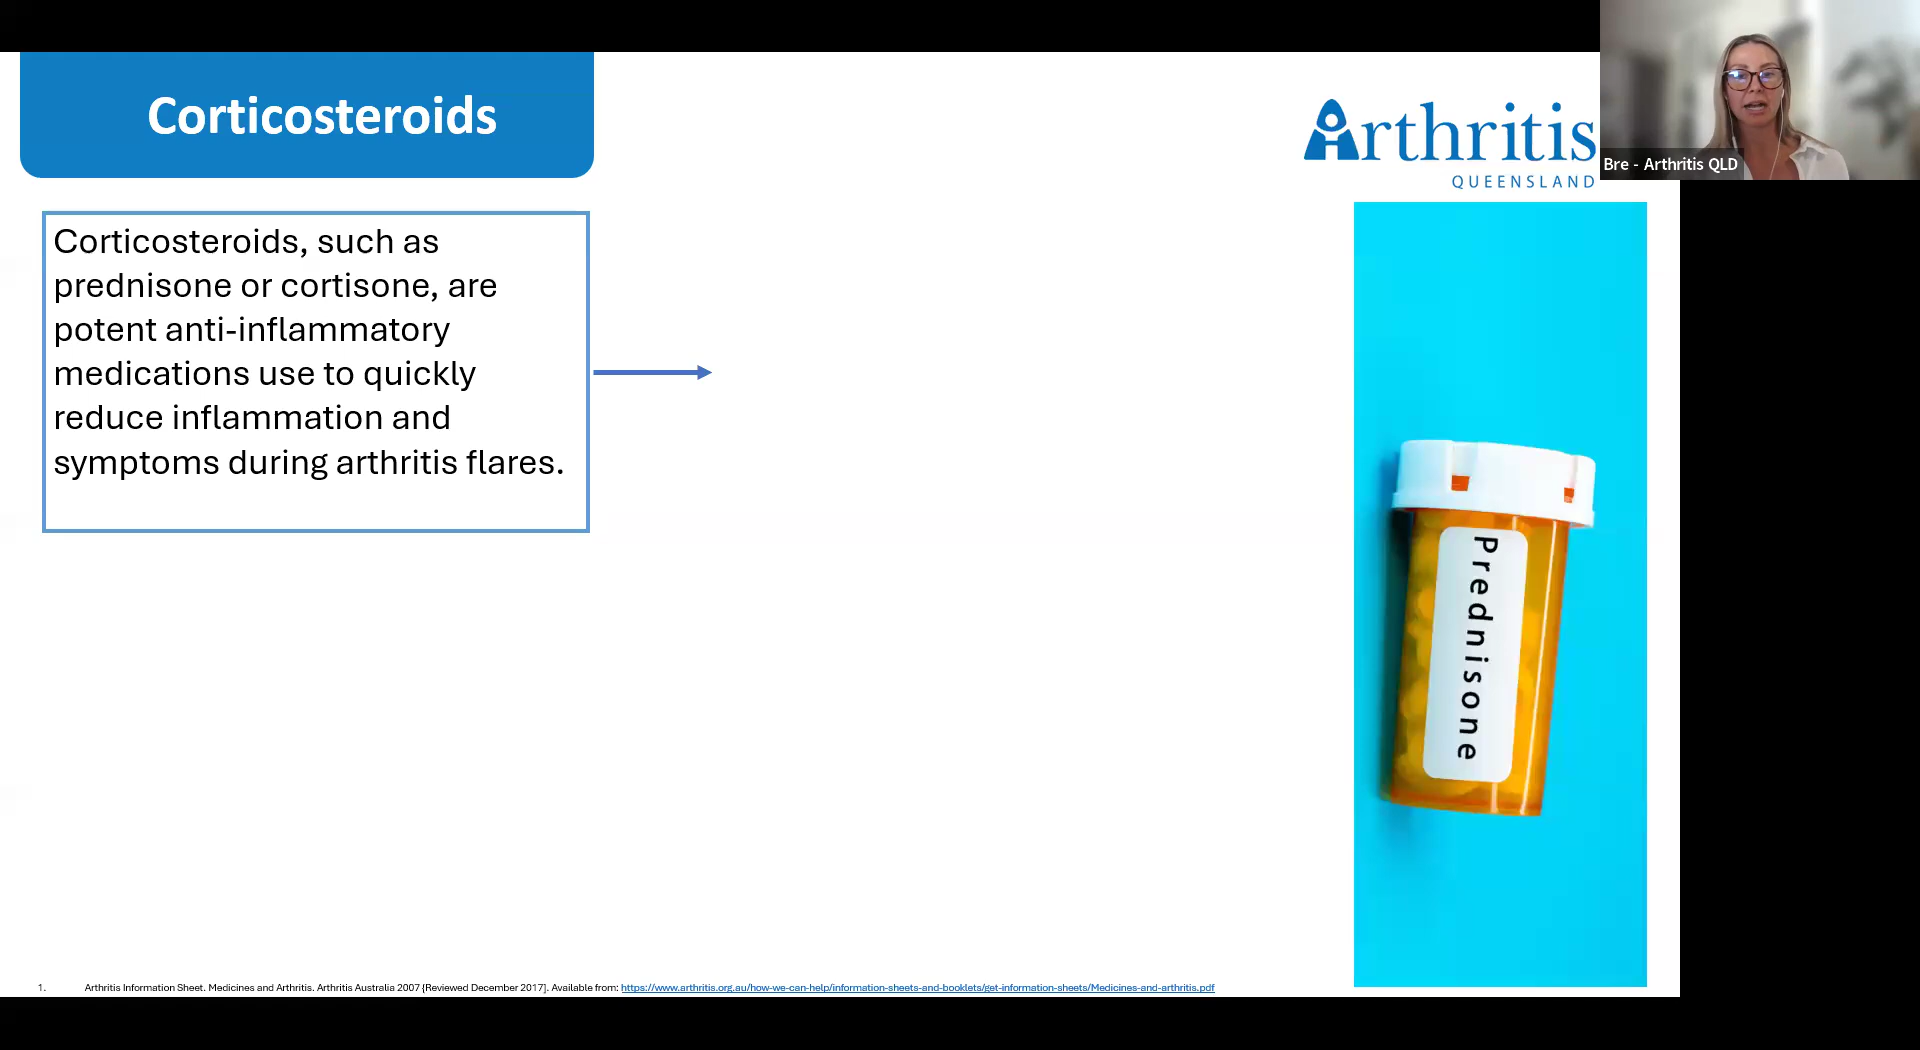 Corticosteroids
Arthritis
QUEENSLAND
Bre - Arthritis QLD
Corticosteroids, such as
prednisone or cortisone, are
potent anti-inflammatory
medications use to quickly
reduce inflammation and
symptoms during arthritis flares.
Prednisone
1. Arthritis Information Sheet. Medicines and Arthritis. Arthritis Australia 2007 [Reviewed December 2017]. Available from: https://www.arthritis.org.au/how-we-can-help/information-sheets-and-booklets/get-information-sheets/Medicines-and-arthritis.pdf